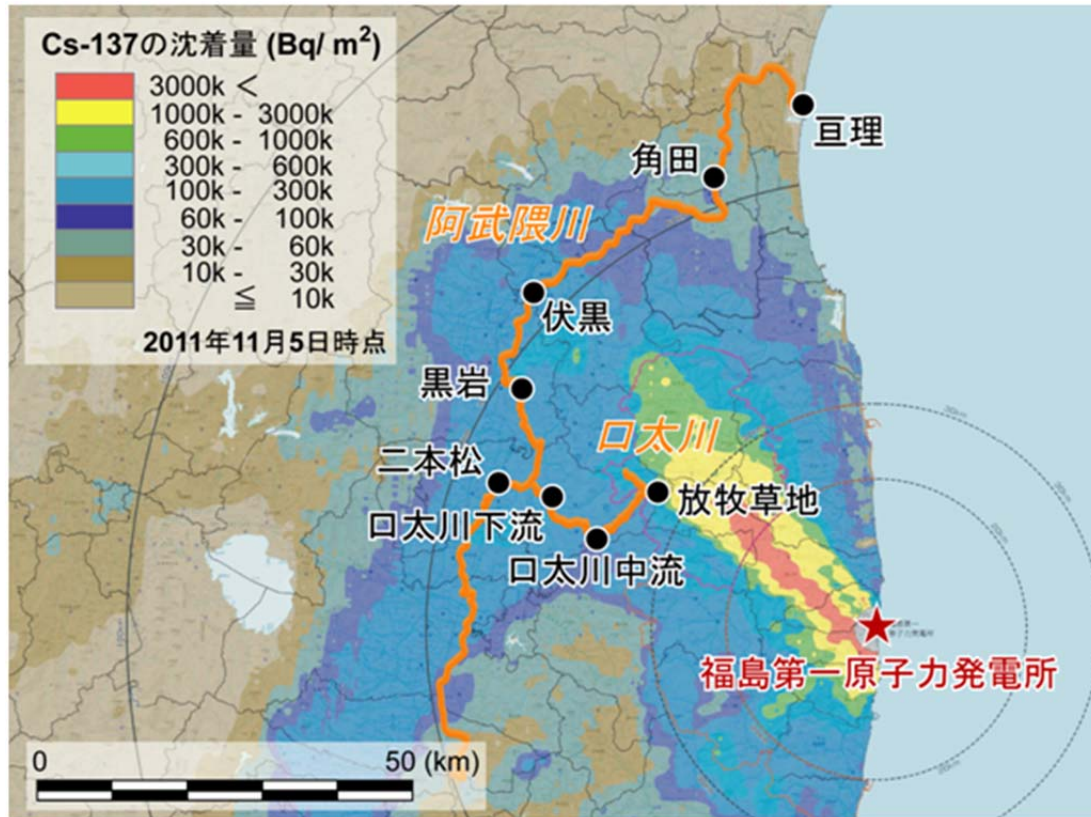 Cs-137の沈着量 (Bq/ m²)
3000k <
1000k - 3000k
600k - 1000k
300k - 600k
100k - 300k
60k - 100k
30k - 60k
10k - 30k
≦ 10k
2011年11月5日時点
亘理
角田
阿武隈川
伏黒
黒岩
口太川
二本松
放牧草地
口太川下流
口太川中流
福島第一原子力発電所
0 50 (km)